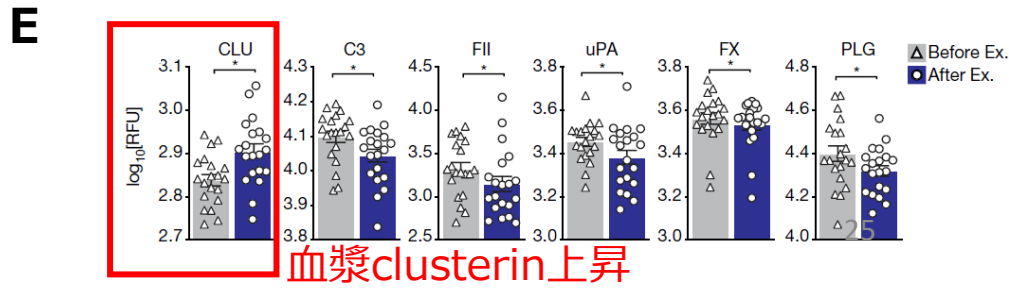 E
CLU C3 FII uPA FX PLG
△ Before Ex.
○ After Ex.
* * * * * *
log10[RFU]
3.1 3.0 2.9 2.8 2.7
4.3 4.2 4.1 4.0 3.9 3.8
4.5 4.0 3.5 3.0 2.5
3.8 3.6 3.4 3.2 3.0
3.8 3.6 3.4 3.2 3.0
4.8 4.6 4.4 4.2 4.0
25
血漿clusterin上昇